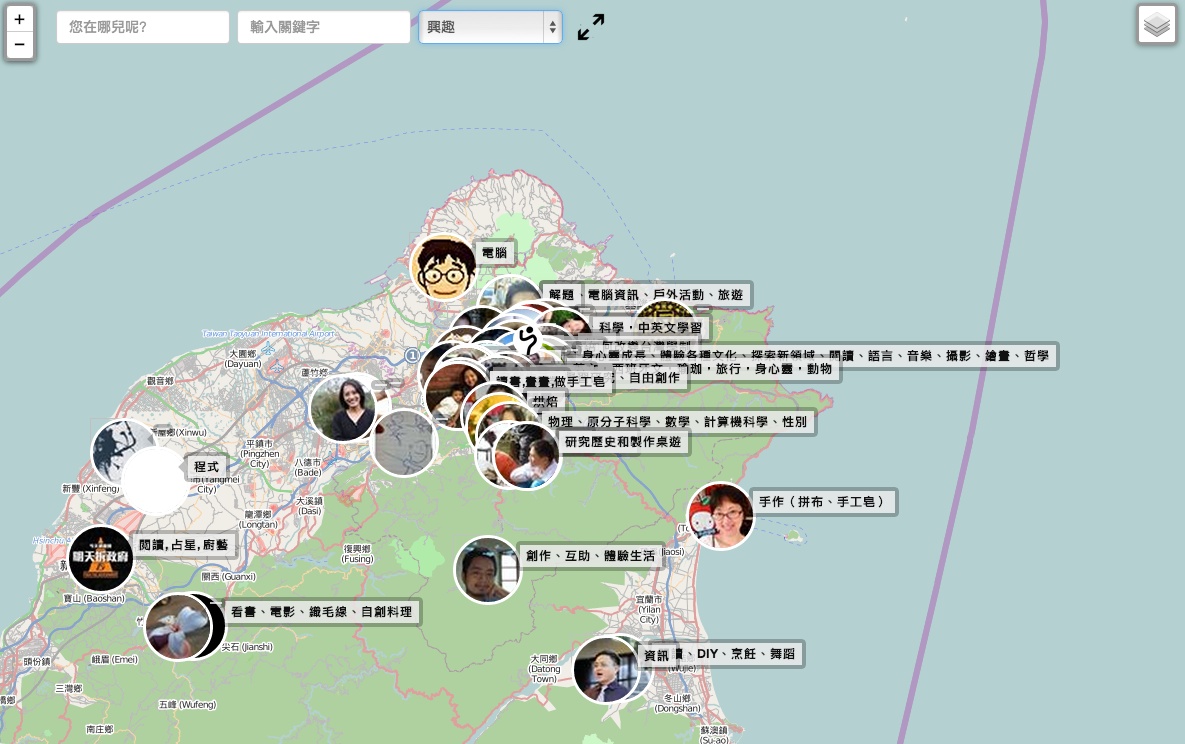 +
−
您在哪兒呢?
輸入關鍵字
興趣
電腦
解題
電腦資訊、戶外活動、旅遊
科學，中英文學習
身心靈成長、體驗各種文化、探索新領域、閱讀、語言、音樂、攝影、繪畫、哲學
瑜珈，旅行，身心靈，動物
讀書,畫畫,做手工皂
、自由創作
烘焙
物理、原分子科學、數學、計算機科學、性別
研究歷史和製作桌遊
Taiwan Taoyuan International Airport
1
大園鄉
(Dayuan)
觀音鄉
蘆竹鄉
(Xinwu)
平鎮市
(Pingzhen
City)
八德市
(Bade)
程式
(Yangmei
City)
新豐 (Xinfeng)
大溪鎮
(Dasi)
龍潭鄉
(Longtan)
手作（拼布、手工皂）
閱讀,占星,廚藝
明天拆政府
復興鄉
(Fusing)
創作、互助、體驗生活
Jiaosi)
關西 (Guanxi)
寶山 (Baoshan)
看書、電影、織毛線、自創料理
宜蘭市
(Yilan
City)
尖石 (Jianshi)
頭份鎮
峨眉 (Emei)
大同鄉
(Datong
Town)
資訊
讀、DIY、烹飪、舞蹈
(Wujie)
三灣鄉
五峰 (Wufeng)
冬山鄉
(Dongshan)
南庄鄉
蘇澳鎮
(Su-ao)